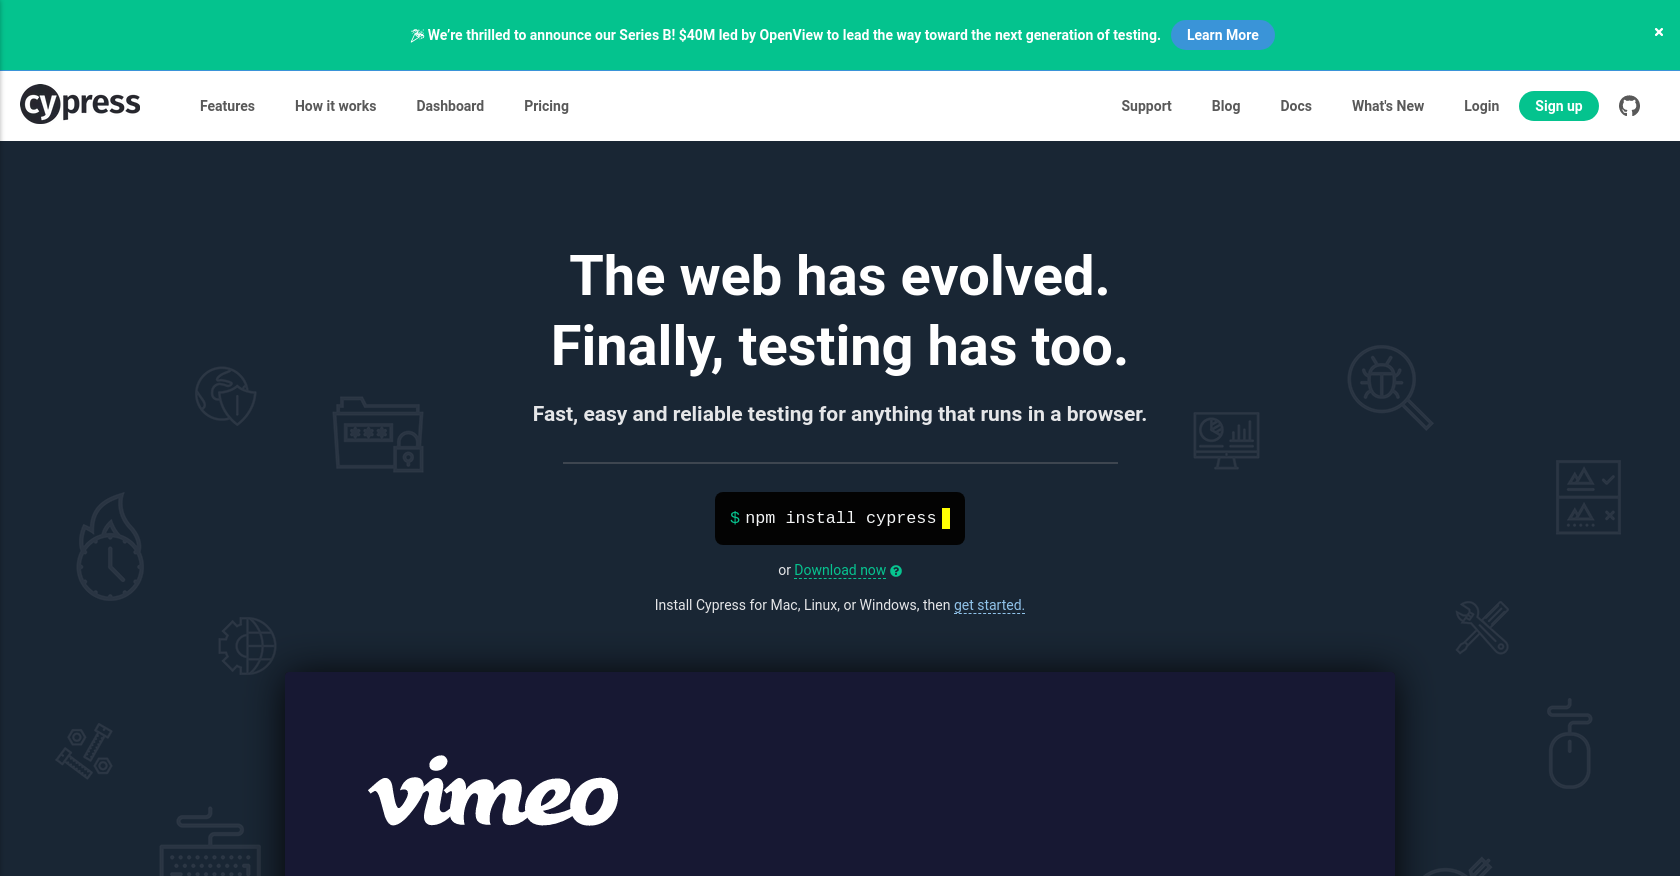 🎉 We're thrilled to announce our Series B! $40M led by OpenView to lead the way toward the next generation of testing. Learn More ×
cypress Features How it works Dashboard Pricing Support Blog Docs What's New Login Sign up
The web has evolved.
Finally, testing has too.
Fast, easy and reliable testing for anything that runs in a browser.
$ npm install cypress
or Download now ?
Install Cypress for Mac, Linux, or Windows, then get started.
vimeo